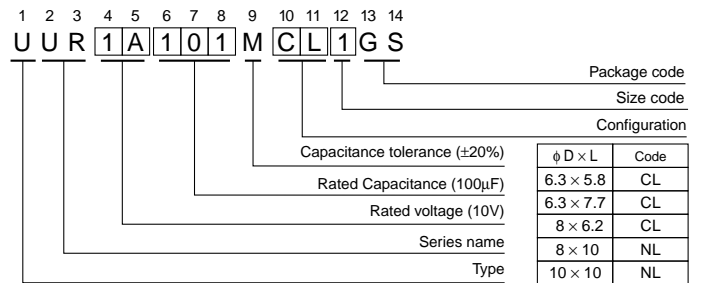 1 2 3 4 5 6 7 8 9 10 11 12 13 14
U U R 1 A 1 0 1 M C L 1 G S
Package code
Size code
Configuration
Capacitance tolerance (±20%)
Rated Capacitance (100µF)
Rated voltage (10V)
Series name
Type
ϕ D × L Code
6.3 × 5.8 CL
6.3 × 7.7 CL
8 × 6.2 CL
8 × 10 NL
10 × 10 NL